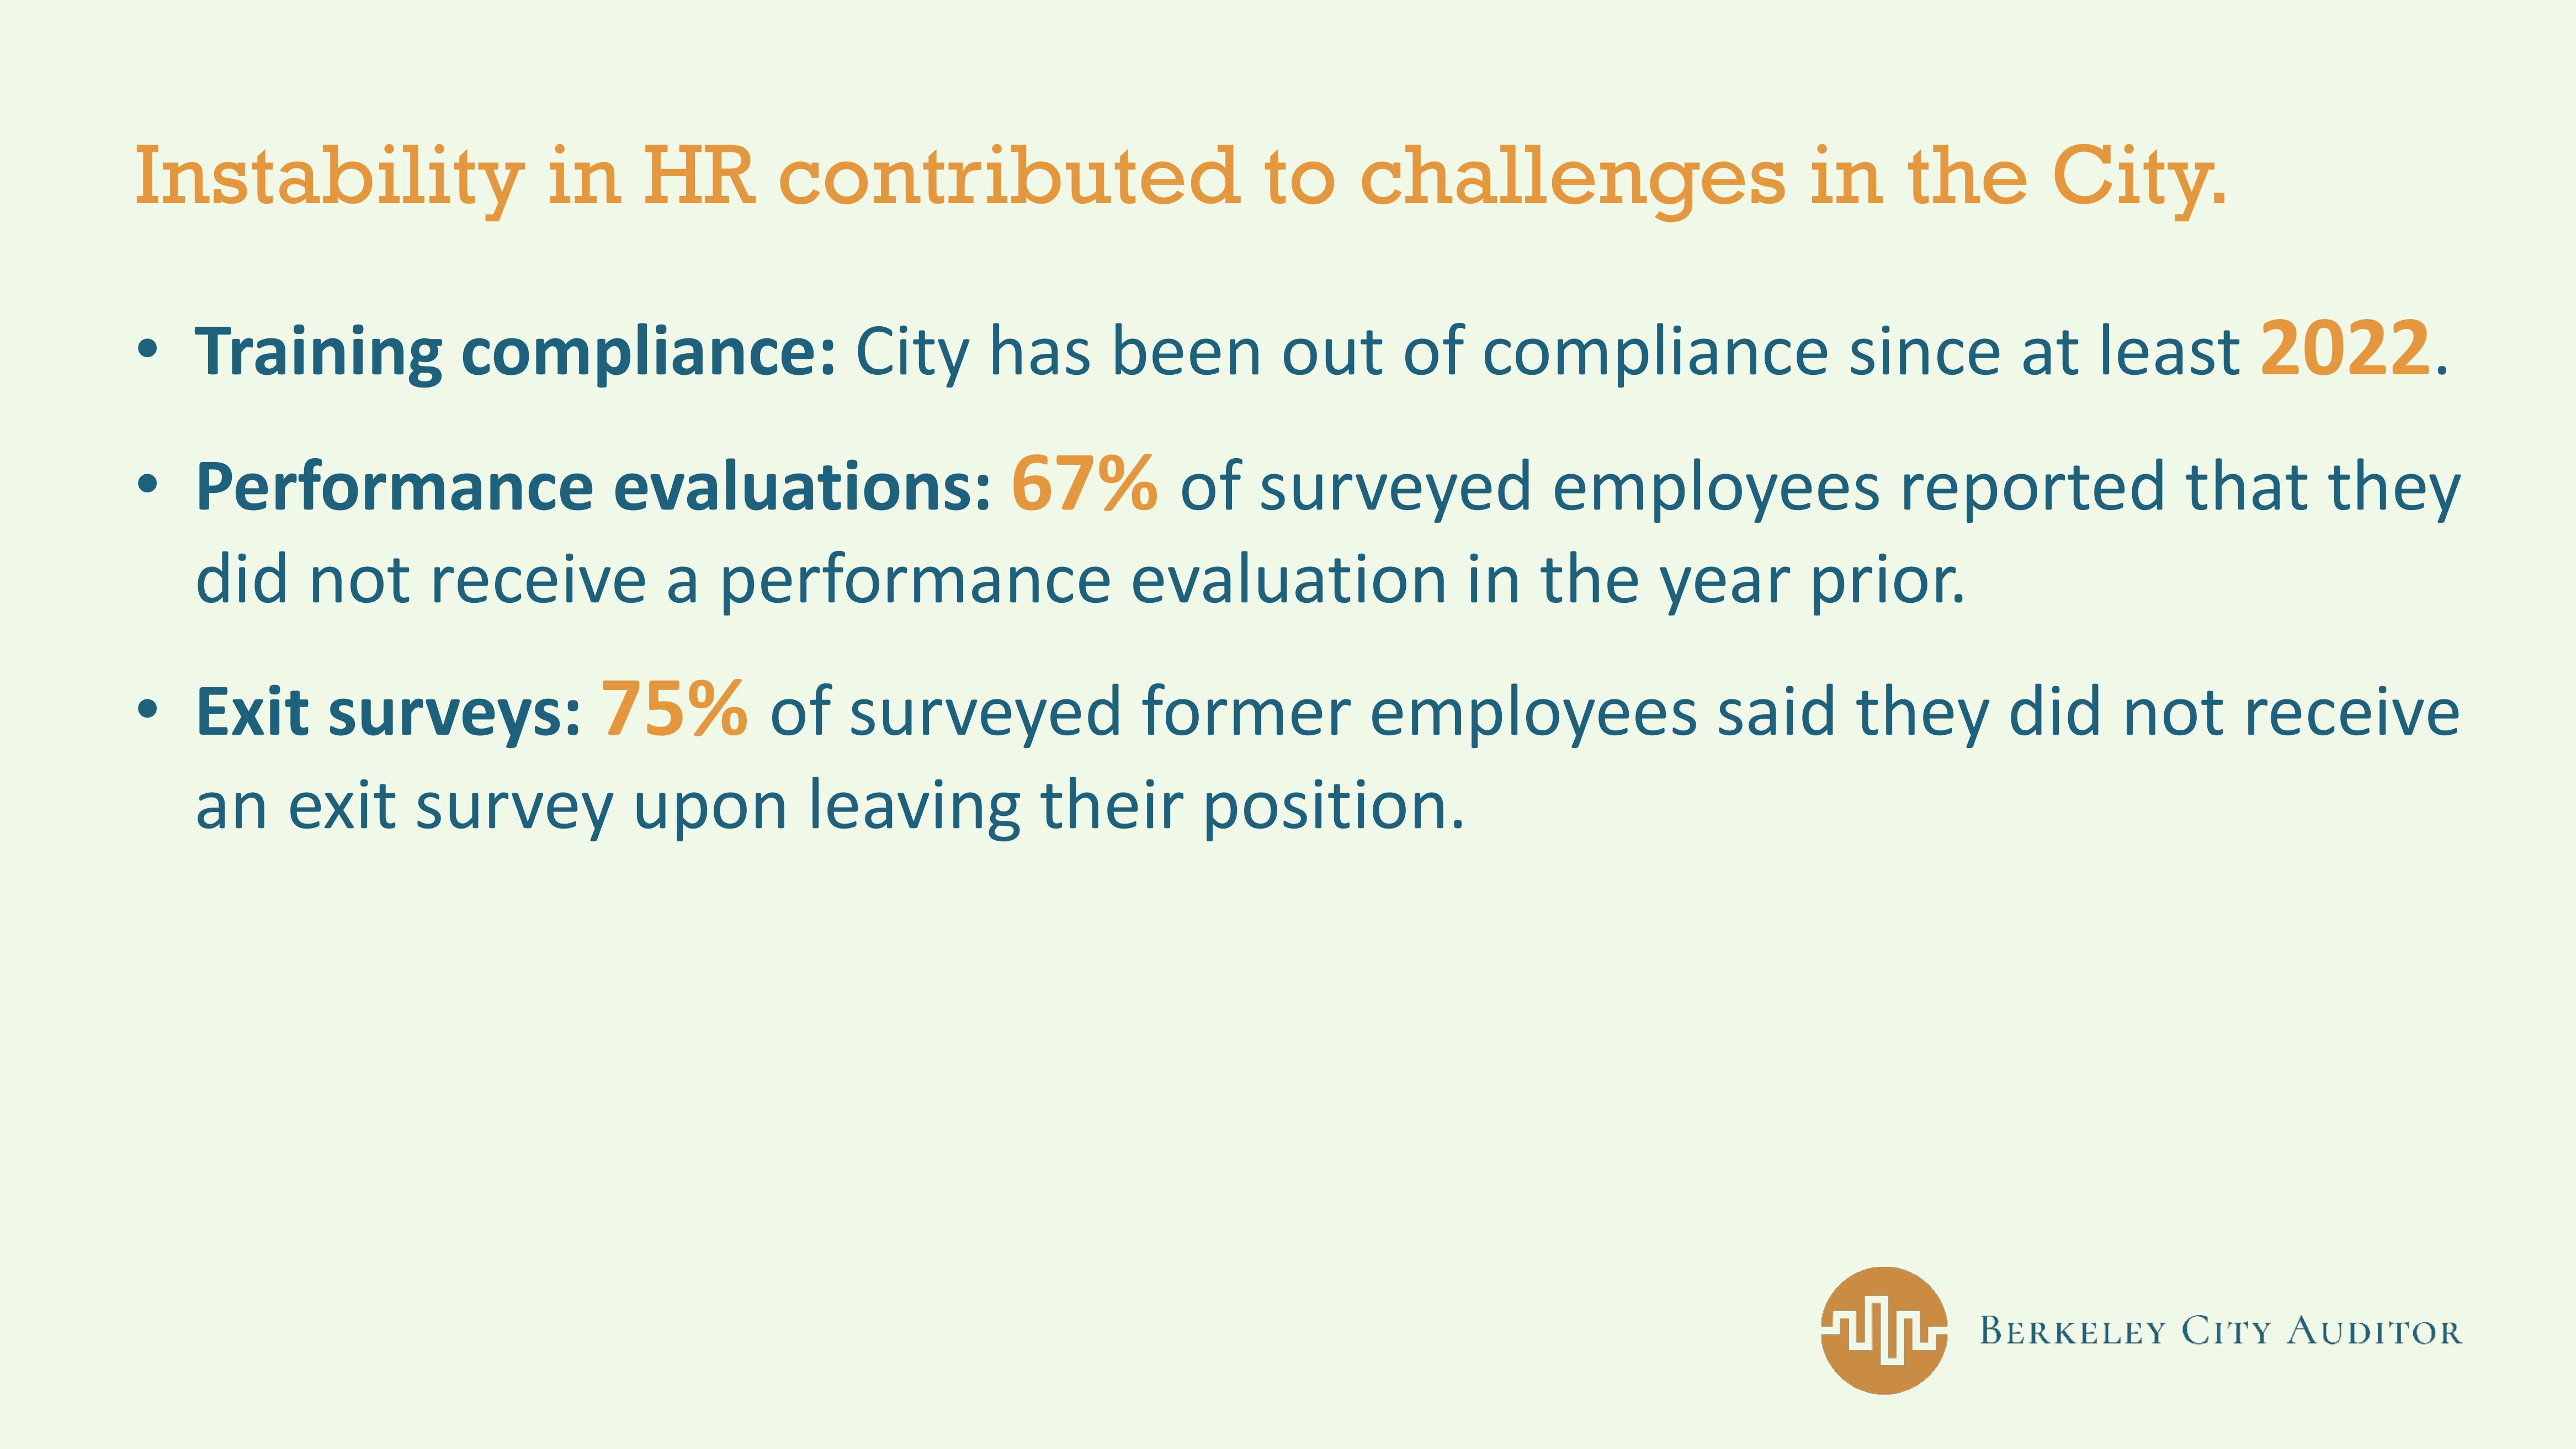 Instability in HR contributed to challenges in the City.
• Training compliance: City has been out of compliance since at least 2022.
• Performance evaluations: 67% of surveyed employees reported that they
did not receive a performance evaluation in the year prior.
• Exit surveys: 75% of surveyed former employees said they did not receive
an exit survey upon leaving their position.
BERKELEY CITY AUDITOR